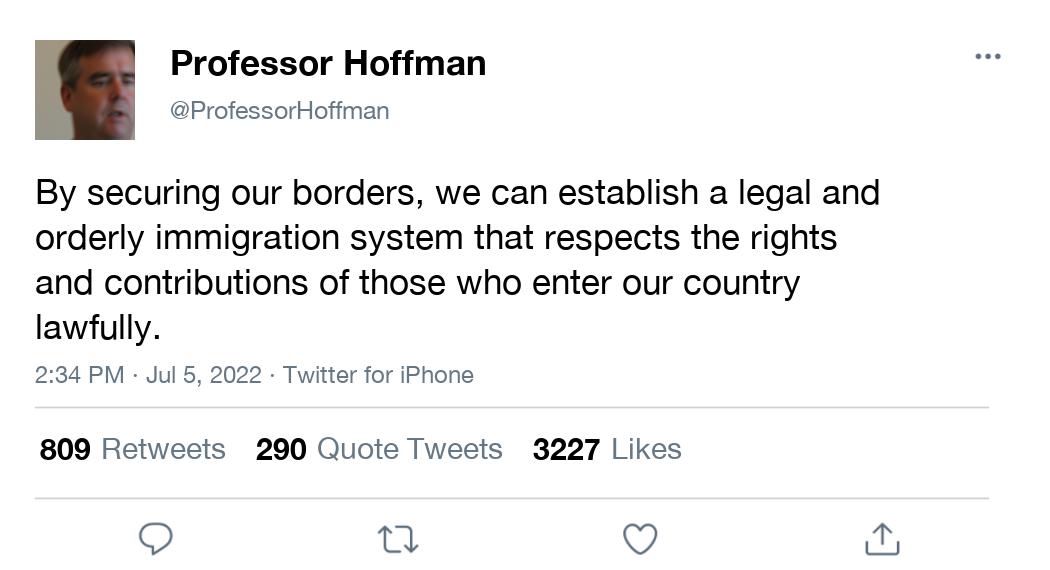 Professor Hoffman
@ProfessorHoffman
By securing our borders, we can establish a legal and
orderly immigration system that respects the rights
and contributions of those who enter our country
lawfully.
2:34 PM · Jul 5, 2022 · Twitter for iPhone
809 Retweets 290 Quote Tweets 3227 Likes